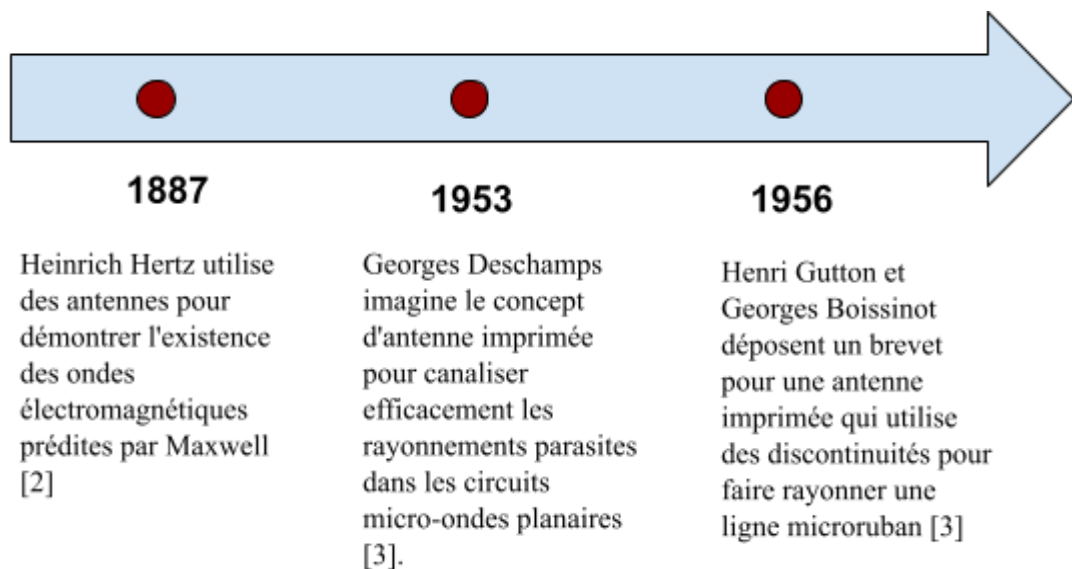 1887
Heinrich Hertz utilise
des antennes pour
démontrer l'existence
des ondes
électromagnétiques
prédites par Maxwell
[2]
1953
Georges Deschamps
imagine le concept
d'antenne imprimée
pour canaliser
efficacement les
rayonnements parasites
dans les circuits
micro-ondes planaires
[3].
1956
Henri Gutton et
Georges Boissinot
déposent un brevet
pour une antenne
imprimée qui utilise
des discontinuités pour
faire rayonner une
ligne microruban [3]